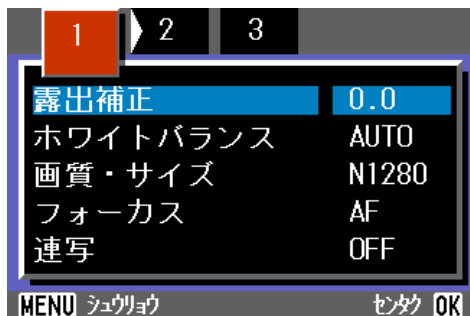 1 2 3
露出補正 0.0
ホワイトバランス AUTO
画質・サイズ N1280
フォーカス AF
連写 OFF
MENU シュウリョウ センタク OK